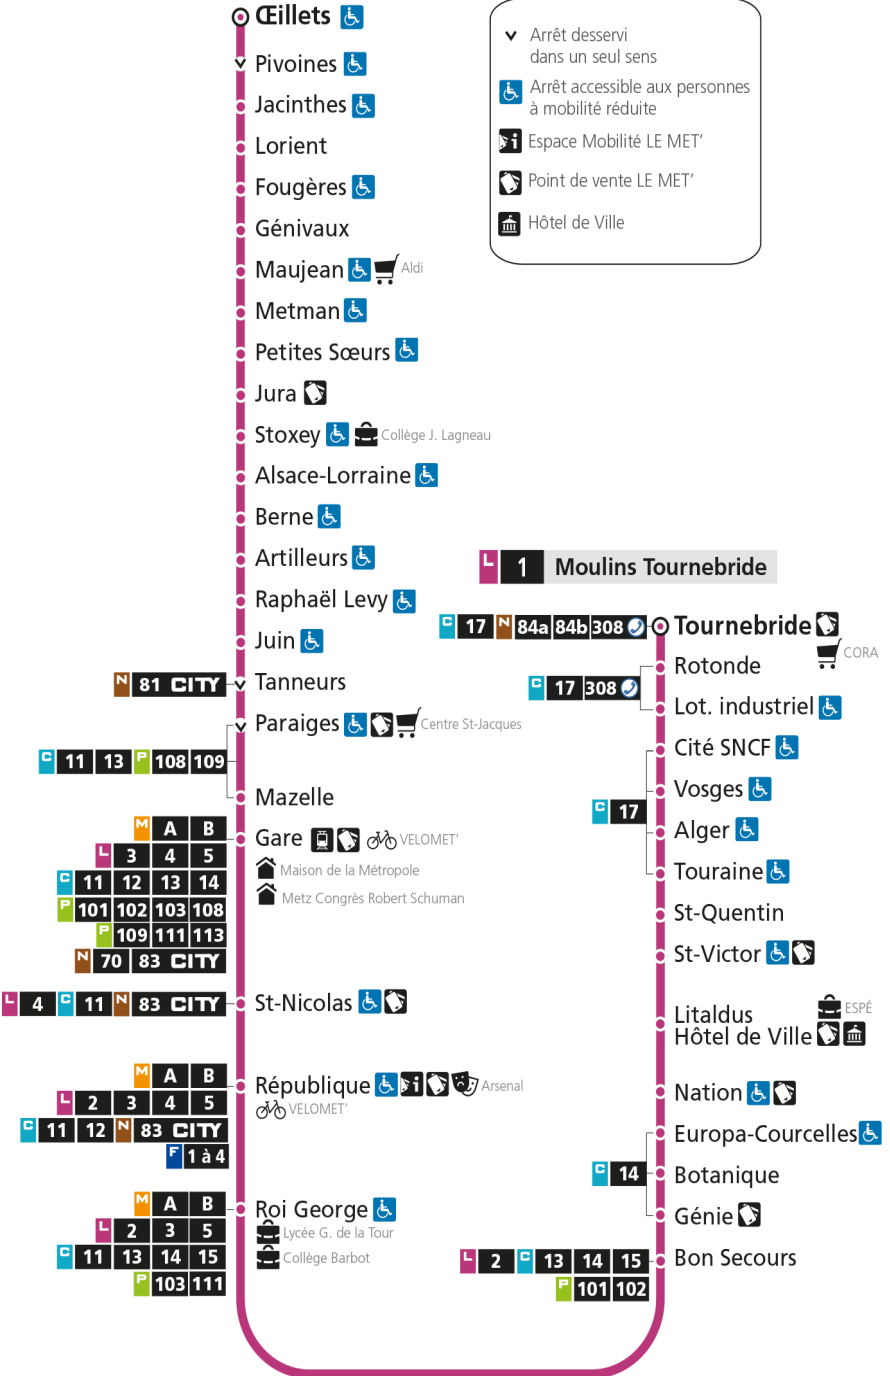 Œillets
Pivoines
Jacinthes
Lorient
Fougères
Génivaux
Maujean Aldi
Metman
Petites Sœurs
Jura
Stoxey Collège J. Lagneau
Alsace-Lorraine
Berne
Artilleurs
Raphaël Levy
Juin
N 81 CITY Tanneurs
Paraiges Centre St-Jacques
C 11 13 P 108 109
Mazelle
M A B
Gare VELOMET’
L 3 4 5
Maison de la Métropole
C 11 12 13 14
Metz Congrès Robert Schuman
P 101 102 103 108
P 109 111 113
N 70 83 CITY
L 4 C 11 N 83 CITY St-Nicolas
M A B
République Arsenal
L 2 3 4 5
VELOMET’
C 11 12 N 83 CITY
F 1 à 4
M A B
Roi George
L 2 3 5
Lycée G. de la Tour
C 11 13 14 15
Collège Barbot
P 103 111
Arrêt desservi
dans un seul sens
Arrêt accessible aux personnes
à mobilité réduite
Espace Mobilité LE MET’
Point de vente LE MET’
Hôtel de Ville
L 1 Moulins Tournebride
C 17 N 84a 84b 308 Tournebride
CORA
Rotonde
C 17 308
Lot. industriel
Cité SNCF
Vosges
C 17
Alger
Touraine
St-Quentin
St-Victor
Litaldus ESPÉ
Hôtel de Ville
Nation
Europa-Courcelles
C 14 Botanique
Génie
L 2 C 13 14 15 Bon Secours
P 101 102